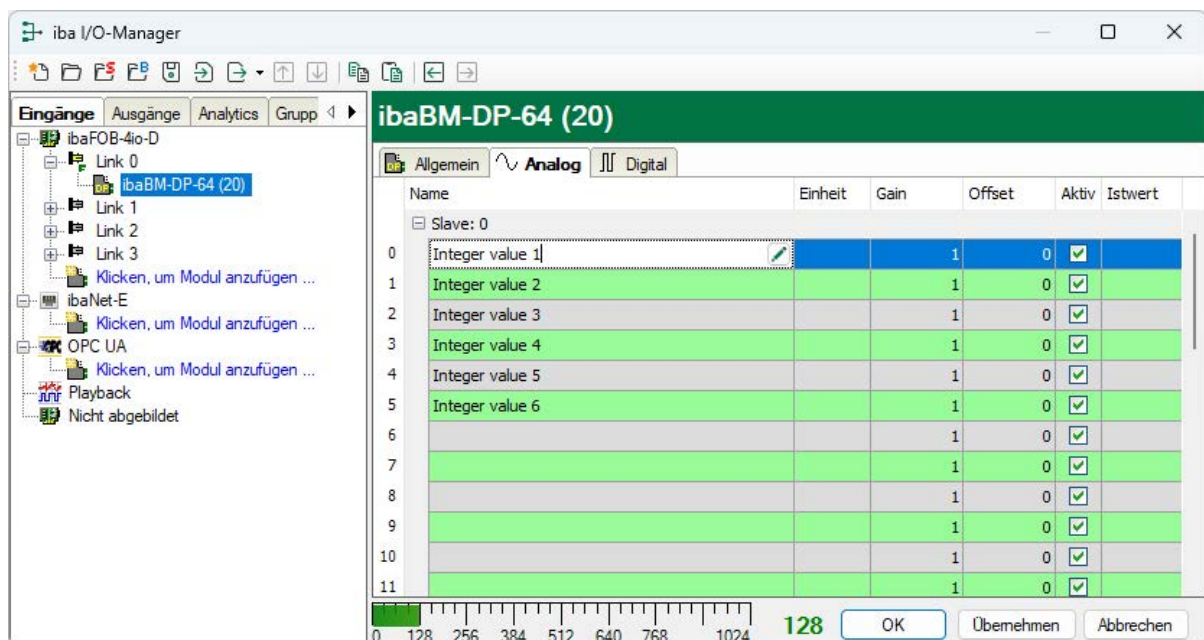 iba I/O-Manager
Eingänge Ausgänge Analytics Grupp
ibaFOB-4io-D
Link 0
ibaBM-DP-64 (20)
Link 1
Link 2
Link 3
Klicken, um Modul anzufügen ...
ibaNet-E
Klicken, um Modul anzufügen ...
OPC UA
Klicken, um Modul anzufügen ...
Playback
Nicht abgebildet
ibaBM-DP-64 (20)
Allgemein Analog Digital
Name Einheit Gain Offset Aktiv Istwert
Slave: 0
0 Integer value 1 1 0
1 Integer value 2 1 0
2 Integer value 3 1 0
3 Integer value 4 1 0
4 Integer value 5 1 0
5 Integer value 6 1 0
6 1 0
7 1 0
8 1 0
9 1 0
10 1 0
11 1 0
0 128 256 384 512 640 768 1024
128 OK Übernehmen Abbrechen